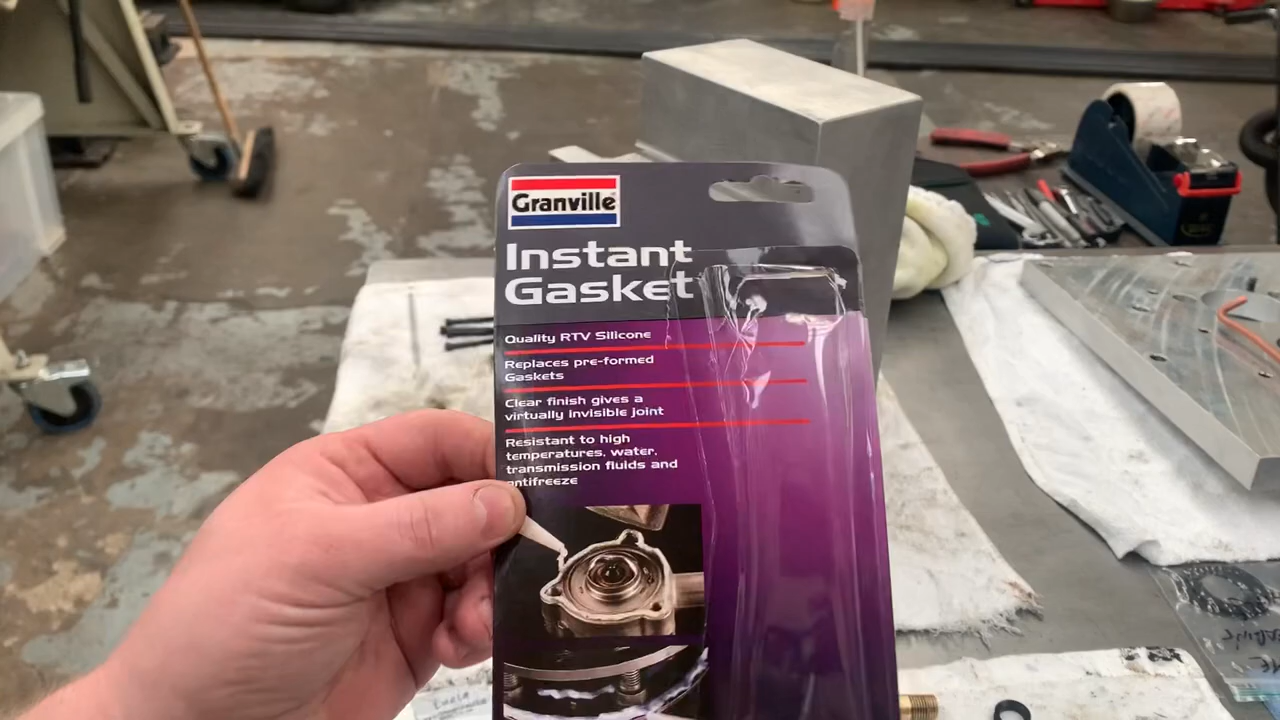 Granville
Instant
Gasket
Quality RTV Silicone
Replaces pre-formed
Gaskets
Clear finish gives a
virtually invisible joint
Resistant to high
temperatures, water,
transmission fluids and
antifreeze